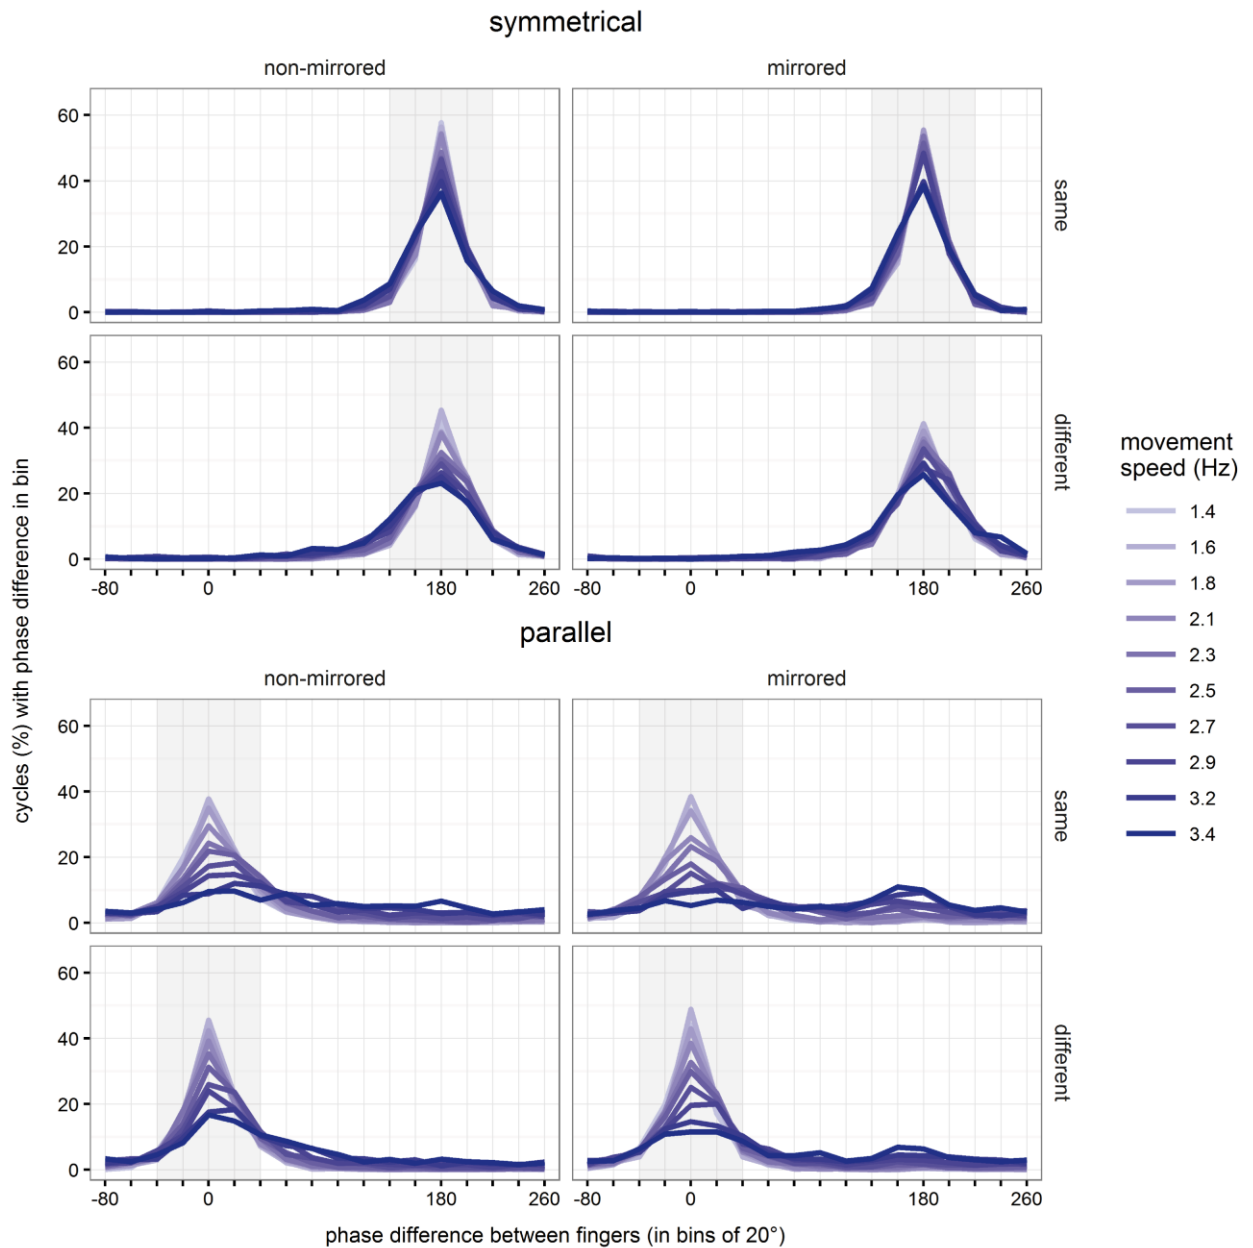 symmetrical
non-mirrored mirrored
60
40
20
0
same
60
40
20
0
different
-80 0 180 260 -80 0 180 260
parallel
non-mirrored mirrored
60
40
20
0
same
60
40
20
0
different
-80 0 180 260 -80 0 180 260
phase difference between fingers (in bins of 20°)
cycles (%) with phase difference in bin
movement
speed (Hz)
1.4
1.6
1.8
2.1
2.3
2.5
2.7
2.9
3.2
3.4